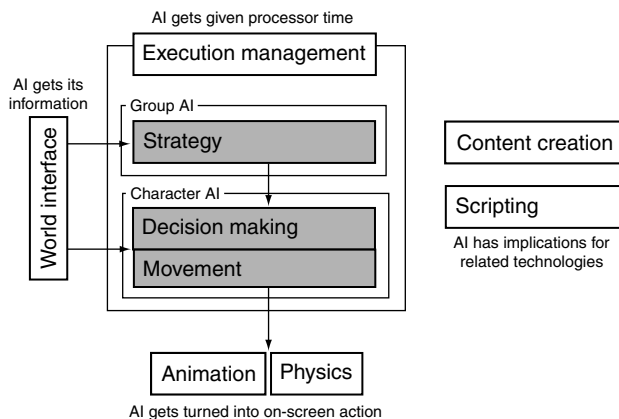 AI gets given processor time
Execution management
AI gets its
information
Group AI
Strategy
World interface
Character AI
Decision making
Movement
Animation
Physics
AI gets turned into on-screen action
Content creation
Scripting
AI has implications for
related technologies